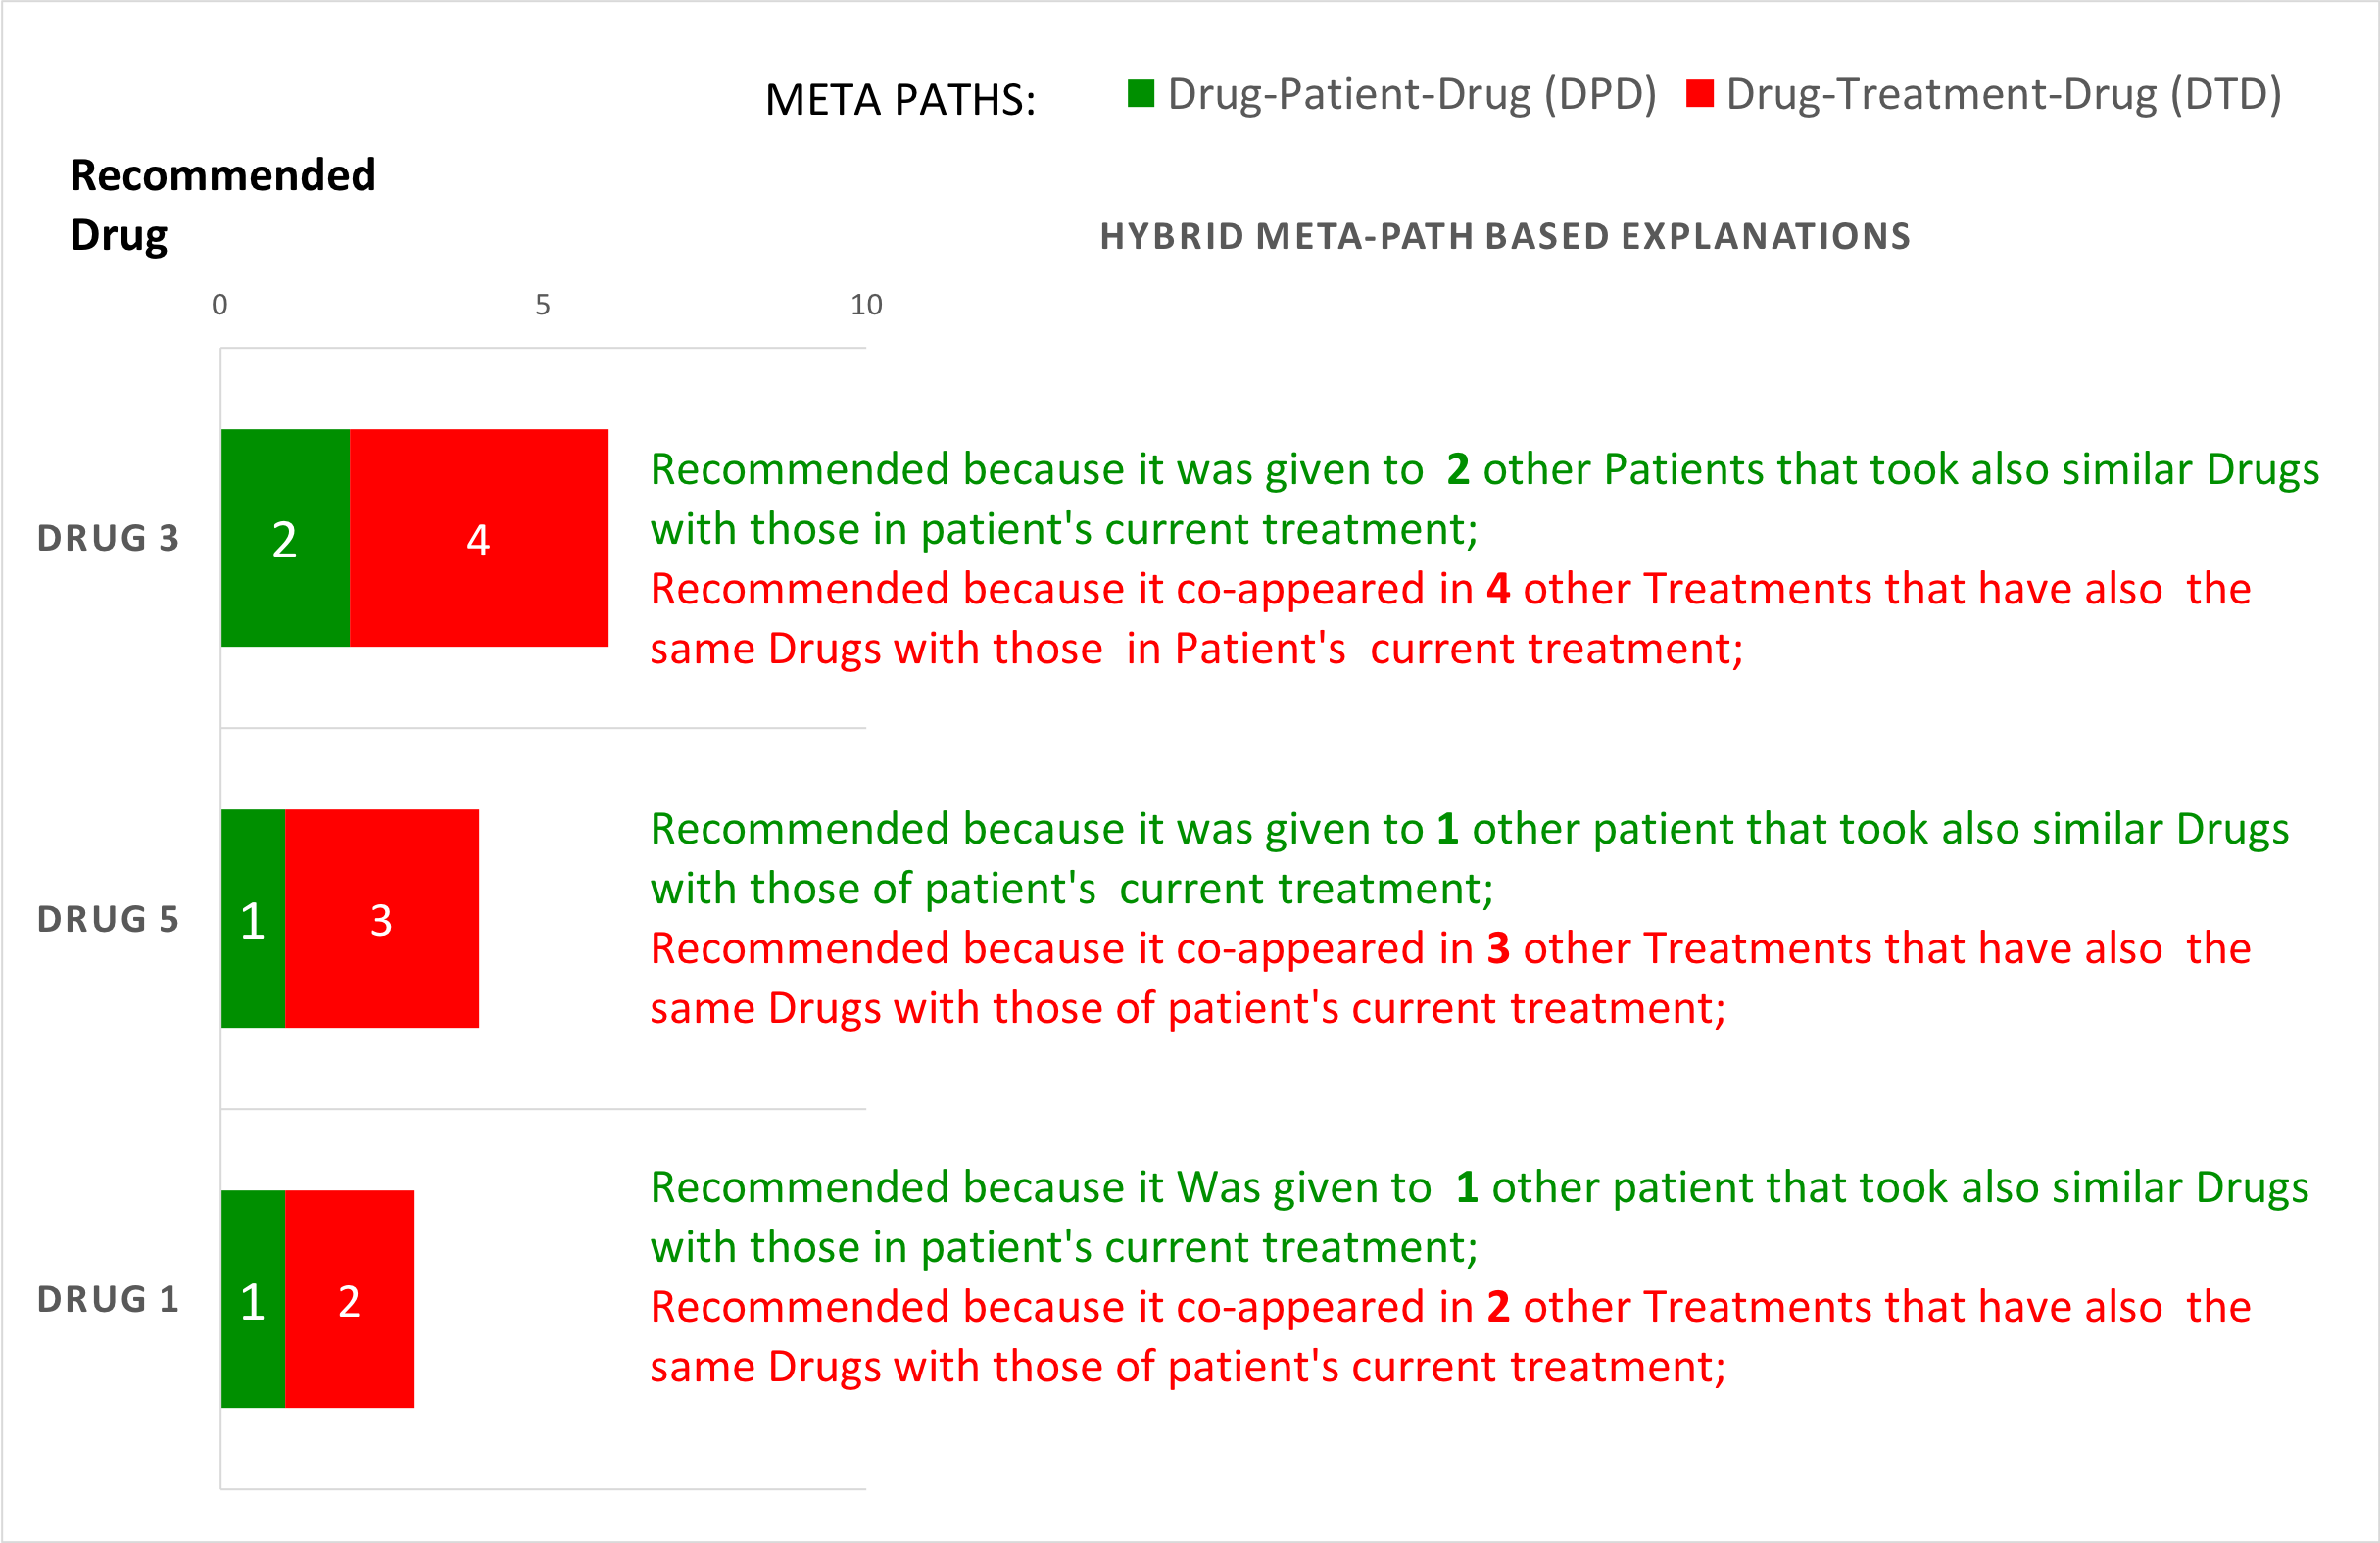 META PATHS:
Drug-Patient-Drug (DPD)
Drug-Treatment-Drug (DTD)
Recommended
Drug
HYBRID META-PATH BASED EXPLANATIONS
0
5
10
DRUG 3
2
4
Recommended because it was given to  2 other Patients that took also similar Drugs
with those in patient's current treatment;
Recommended because it co-appeared in 4 other Treatments that have also  the
same Drugs with those  in Patient's  current treatment;
DRUG 5
1
3
Recommended because it was given to 1 other patient that took also similar Drugs
with those of patient's  current treatment;
Recommended because it co-appeared in 3 other Treatments that have also  the
same Drugs with those of patient's current treatment;
DRUG 1
1
2
Recommended because it Was given to  1 other patient that took also similar Drugs
with those in patient's current treatment;
Recommended because it co-appeared in 2 other Treatments that have also  the
same Drugs with those of patient's current treatment;